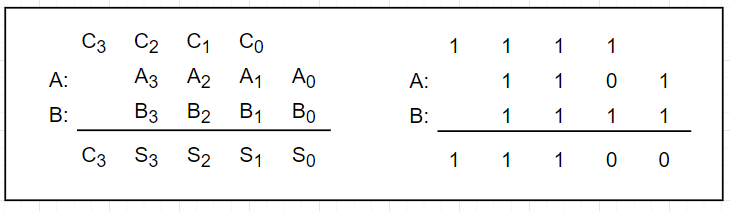 C3 C2 C1 C0 1 1 1 1
A: A3 A2 A1 A0 A: 1 1 0 1
B: B3 B2 B1 B0 B: 1 1 1 1
C3 S3 S2 S1 S0 1 1 1 0 0